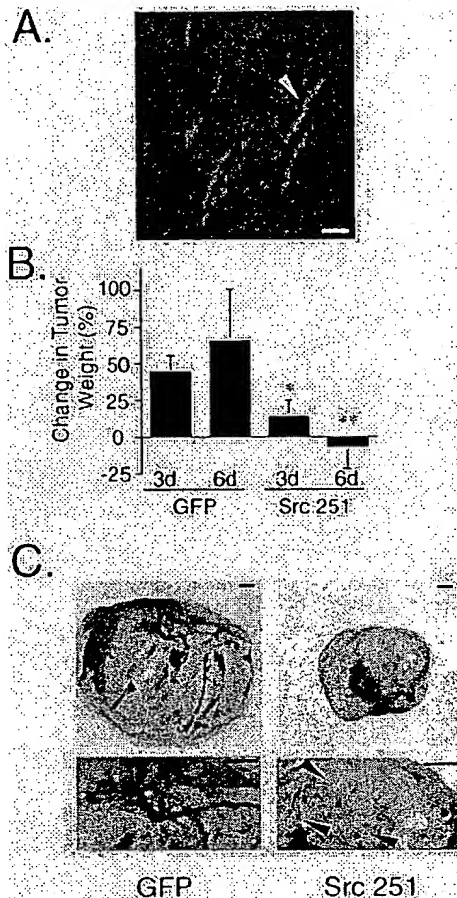 A.
B.
Change in Tumor
Weight (%)
100
75
50
25
0
-25
*
**
3d 6d 3d 6d
GFP Src 251
C.
GFP Src 251